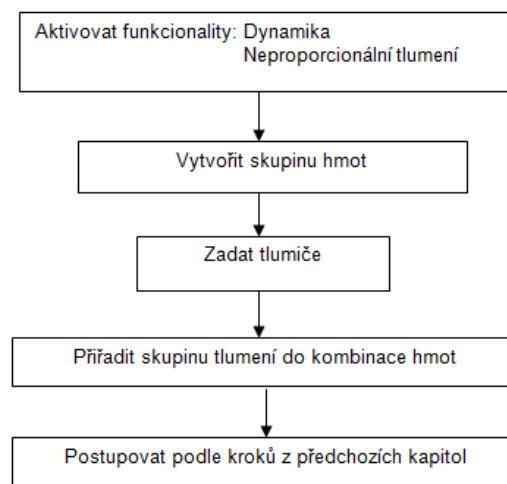 Aktivovat funkcionality: Dynamika
Neproporcionální tlumení
Vytvořit skupinu hmot
Zadat tlumiče
Přiřadit skupinu tlumení do kombinace hmot
Postupovat podle kroků z předchozích kapitol